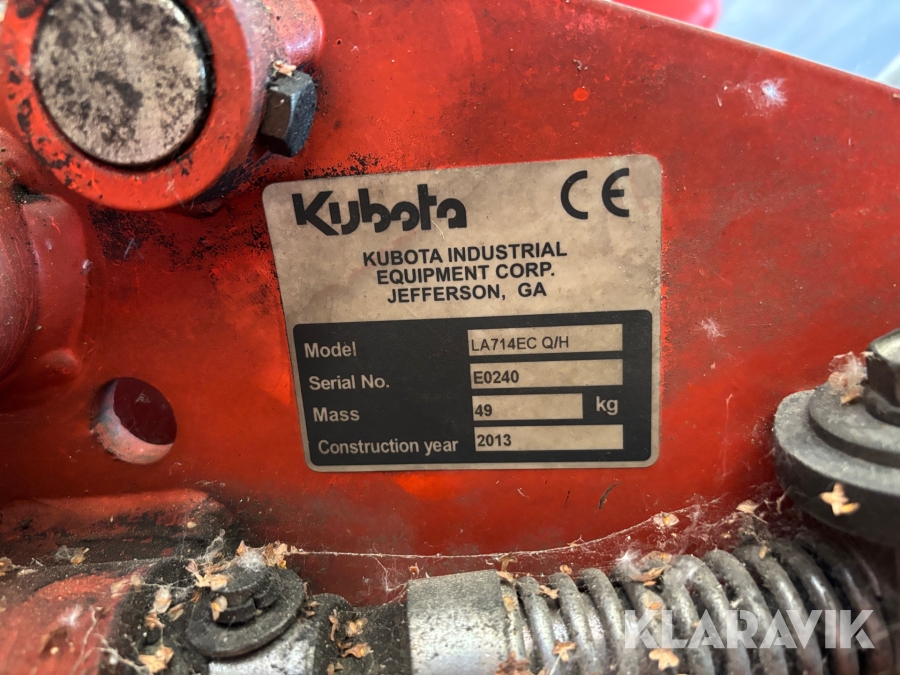 Kubota CE
KUBOTA INDUSTRIAL
EQUIPMENT CORP.
JEFFERSON, GA
Model LA714EC Q/H
Serial No. E0240
Mass 49 kg
Construction year 2013
KLARAVIK